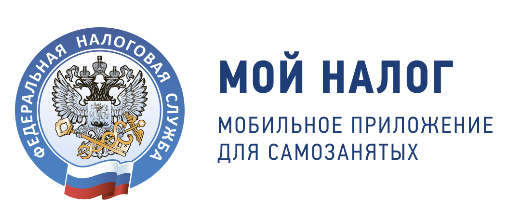 ФЕДЕРАЛЬНАЯ НАЛОГОВАЯ СЛУЖБА
МОЙ НАЛОГ
МОБИЛЬНОЕ ПРИЛОЖЕНИЕ
ДЛЯ САМОЗАНЯТЫХ